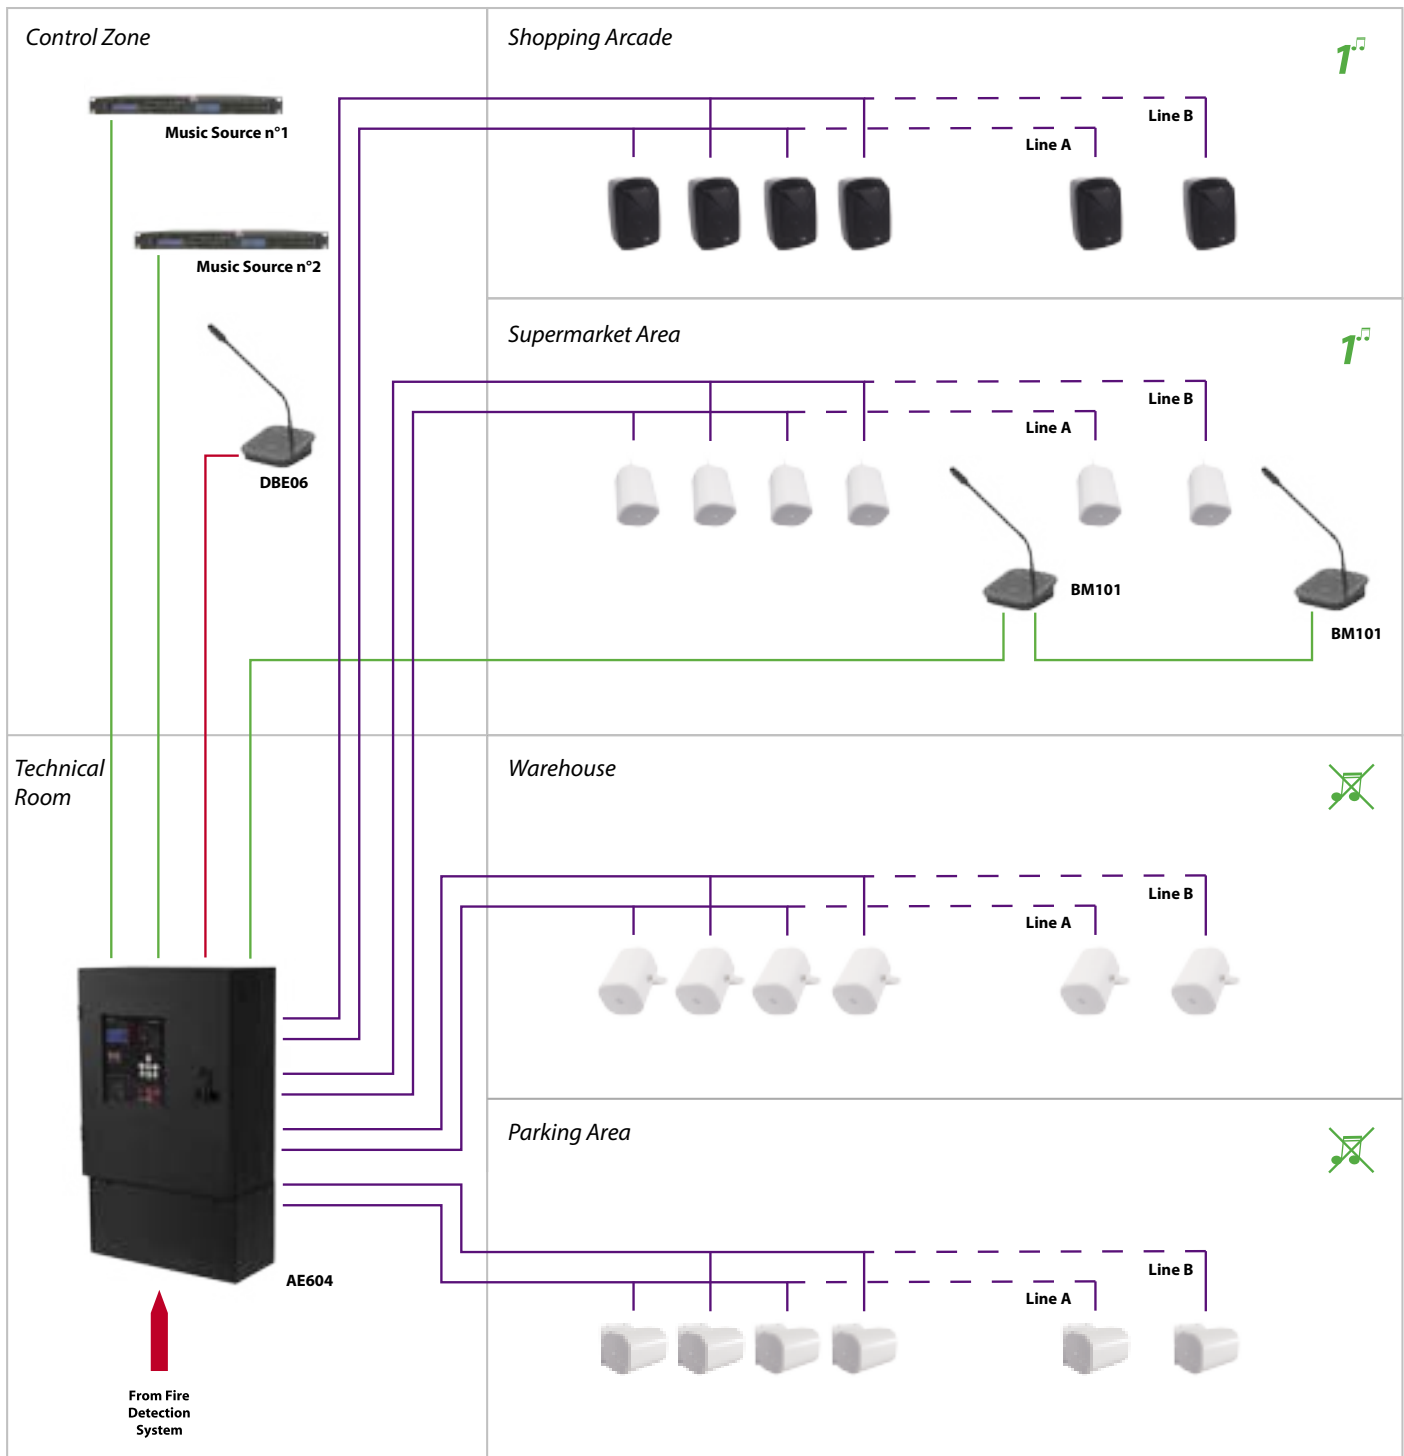 Control Zone
Music Source n°1
Music Source n°2
DBE06
Shopping Arcade
1
Line B
Line A
Supermarket Area
1
Line B
Line A
BM101
BM101
Technical
Room
AE604
From Fire
Detection
System
Warehouse
Line B
Line A
Parking Area
Line B
Line A